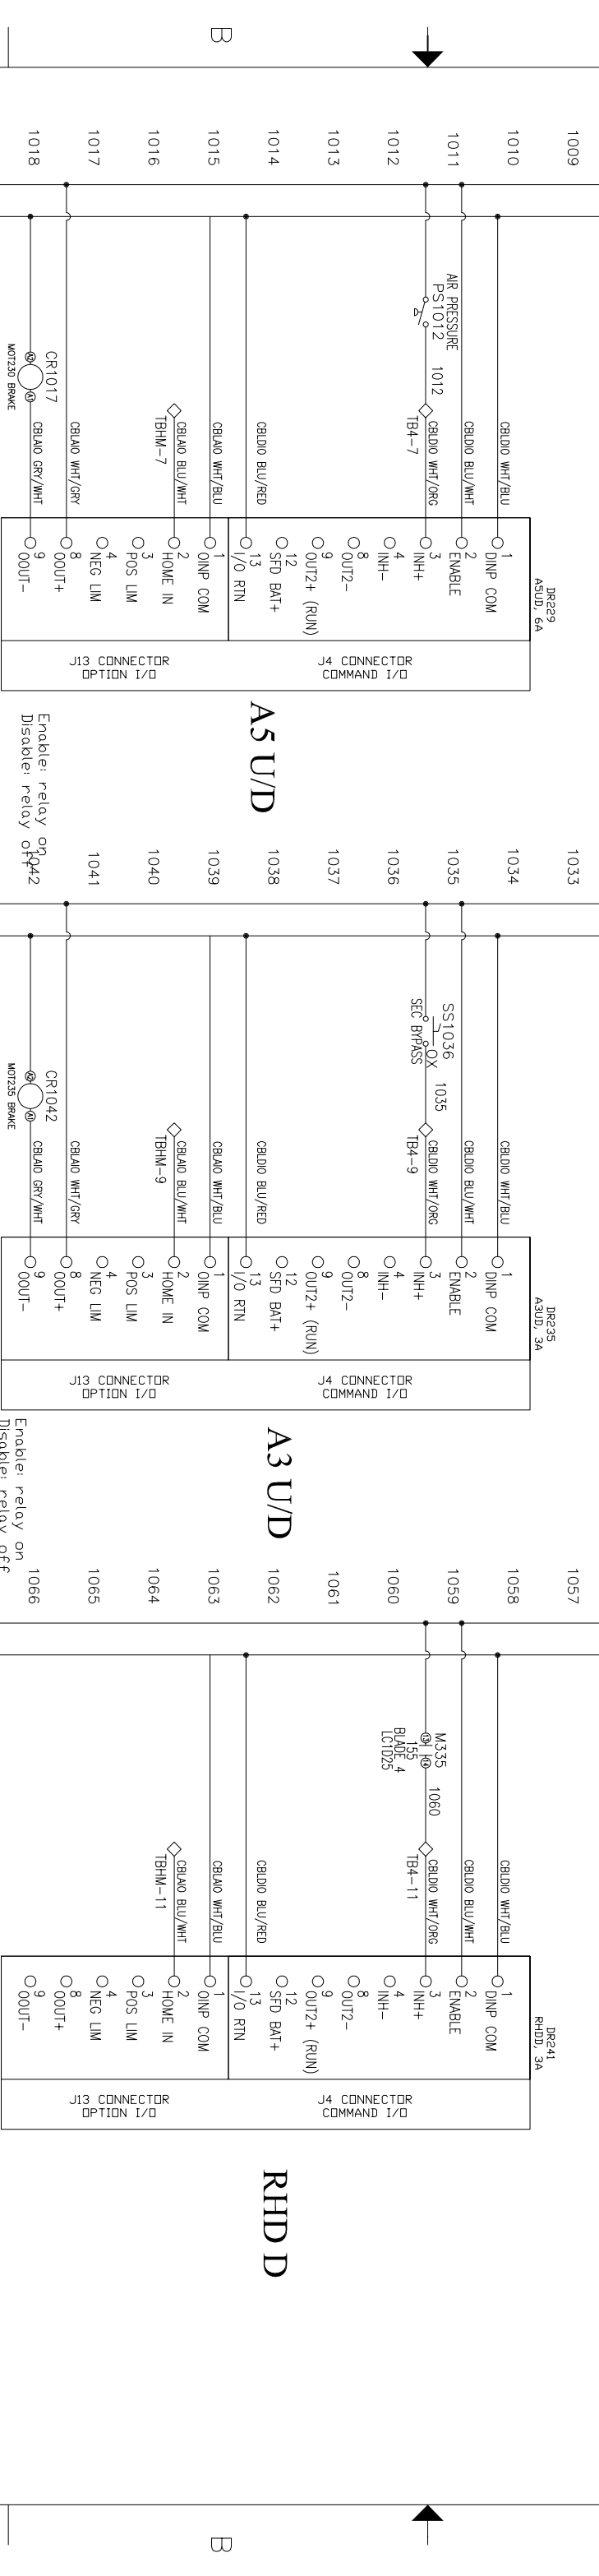 B
1009
1010
1011
1012
1013
1014
1015
1016
1017
1018
AIR PRESSURE
PS1012
1012
TB4-7
TBHM-7
CR1017
A2
A1
MOT230 BRAKE
CBLDIO WHT/BLU
CBLDIO BLU/WHT
CBLDIO WHT/ORG
CBLDIO BLU/RED
CBLAIO WHT/BLU
CBLAIO BLU/WHT
CBLAIO WHT/GRY
CBLAIO GRY/WHT
DR229
A5UD, 6A
1
DINP COM
2
ENABLE
3
INH+
4
INH-
8
OUT2-
9
OUT2+ (RUN)
12
SFD BAT+
13
I/O RTN
1
OINP COM
2
HOME IN
3
POS LIM
4
NEG LIM
8
OOUT+
9
OOUT-
J4 CONNECTOR
COMMAND I/O
J13 CONNECTOR
OPTION I/O
A5 U/D
Enable: relay on
Disable: relay off
1033
1034
1035
1036
1037
1038
1039
1040
1041
1042
SS1036
OX
SEC BYPASS
1035
TB4-9
TBHM-9
CR1042
A2
A1
MOT235 BRAKE
CBLDIO WHT/BLU
CBLDIO BLU/WHT
CBLDIO WHT/ORG
CBLDIO BLU/RED
CBLAIO WHT/BLU
CBLAIO BLU/WHT
CBLAIO WHT/GRY
CBLAIO GRY/WHT
DR235
A3UD, 3A
1
DINP COM
2
ENABLE
3
INH+
4
INH-
8
OUT2-
9
OUT2+ (RUN)
12
SFD BAT+
13
I/O RTN
1
OINP COM
2
HOME IN
3
POS LIM
4
NEG LIM
8
OOUT+
9
OOUT-
J4 CONNECTOR
COMMAND I/O
J13 CONNECTOR
OPTION I/O
A3 U/D
Enable: relay on
Disable: relay off
1057
1058
1059
1060
1061
1062
1063
1064
1065
1066
M335
13
14
155
BLADE 4
LC1D25
1060
TB4-11
TBHM-11
CBLDIO WHT/BLU
CBLDIO BLU/WHT
CBLDIO WHT/ORG
CBLDIO BLU/RED
CBLAIO WHT/BLU
CBLAIO BLU/WHT
DR241
RHDD, 3A
1
DINP COM
2
ENABLE
3
INH+
4
INH-
8
OUT2-
9
OUT2+ (RUN)
12
SFD BAT+
13
I/O RTN
1
OINP COM
2
HOME IN
3
POS LIM
4
NEG LIM
8
OOUT+
9
OOUT-
J4 CONNECTOR
COMMAND I/O
J13 CONNECTOR
OPTION I/O
RHD D
B